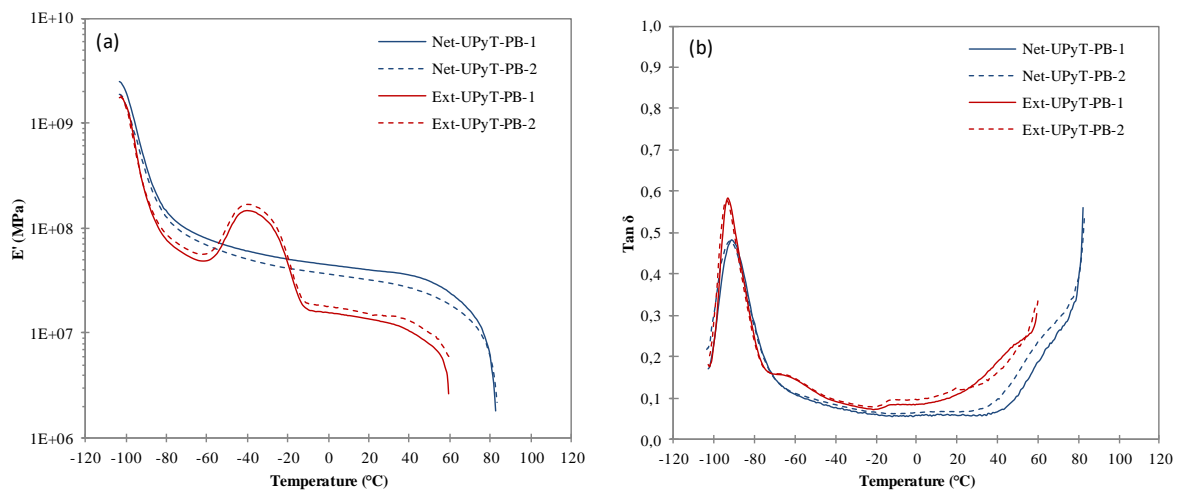 (a)
Net-UPyT-PB-1
Net-UPyT-PB-2
Ext-UPyT-PB-1
Ext-UPyT-PB-2
1E+10
1E+09
1E+08
1E+07
1E+06
E' (MPa)
-120 -100 -80 -60 -40 -20 0 20 40 60 80 100 120
Temperature (°C)
(b)
Net-UPyT-PB-1
Net-UPyT-PB-2
Ext-UPyT-PB-1
Ext-UPyT-PB-2
1,0
0,9
0,8
0,7
0,6
0,5
0,4
0,3
0,2
0,1
0,0
Tan δ
-120 -100 -80 -60 -40 -20 0 20 40 60 80 100 120
Temperature (°C)